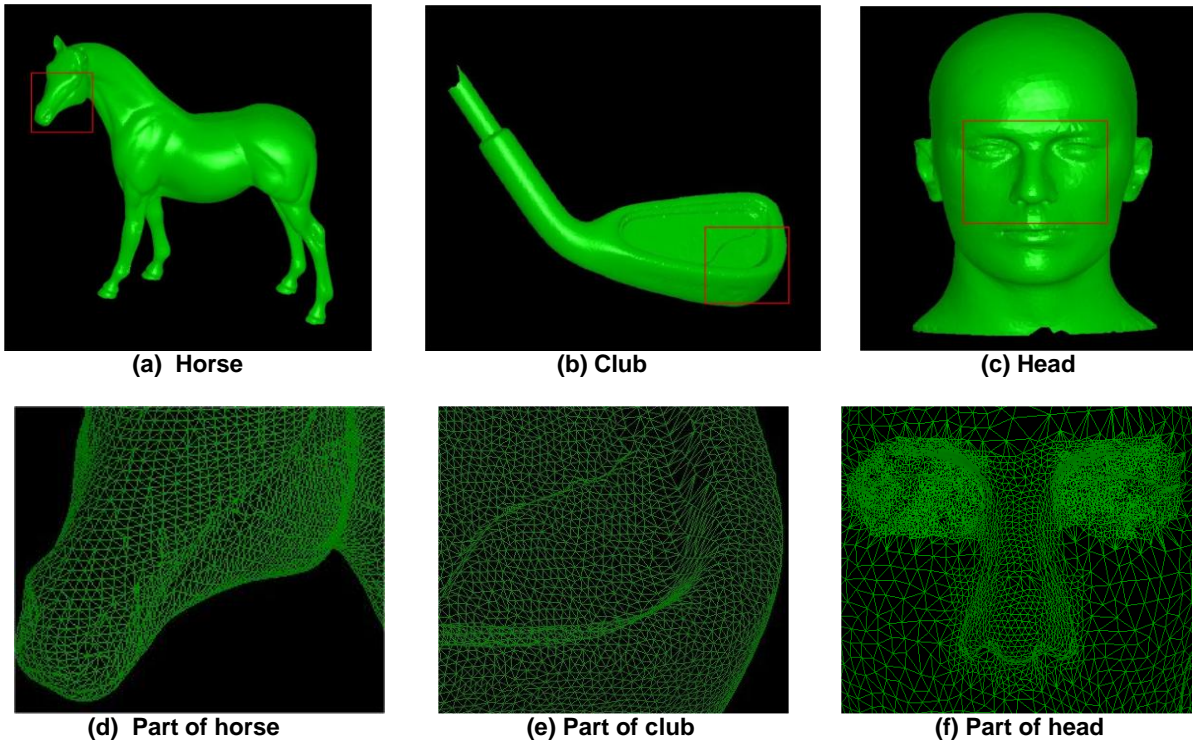 (a) Horse
(b) Club
(c) Head
(d) Part of horse
(e) Part of club
(f) Part of head